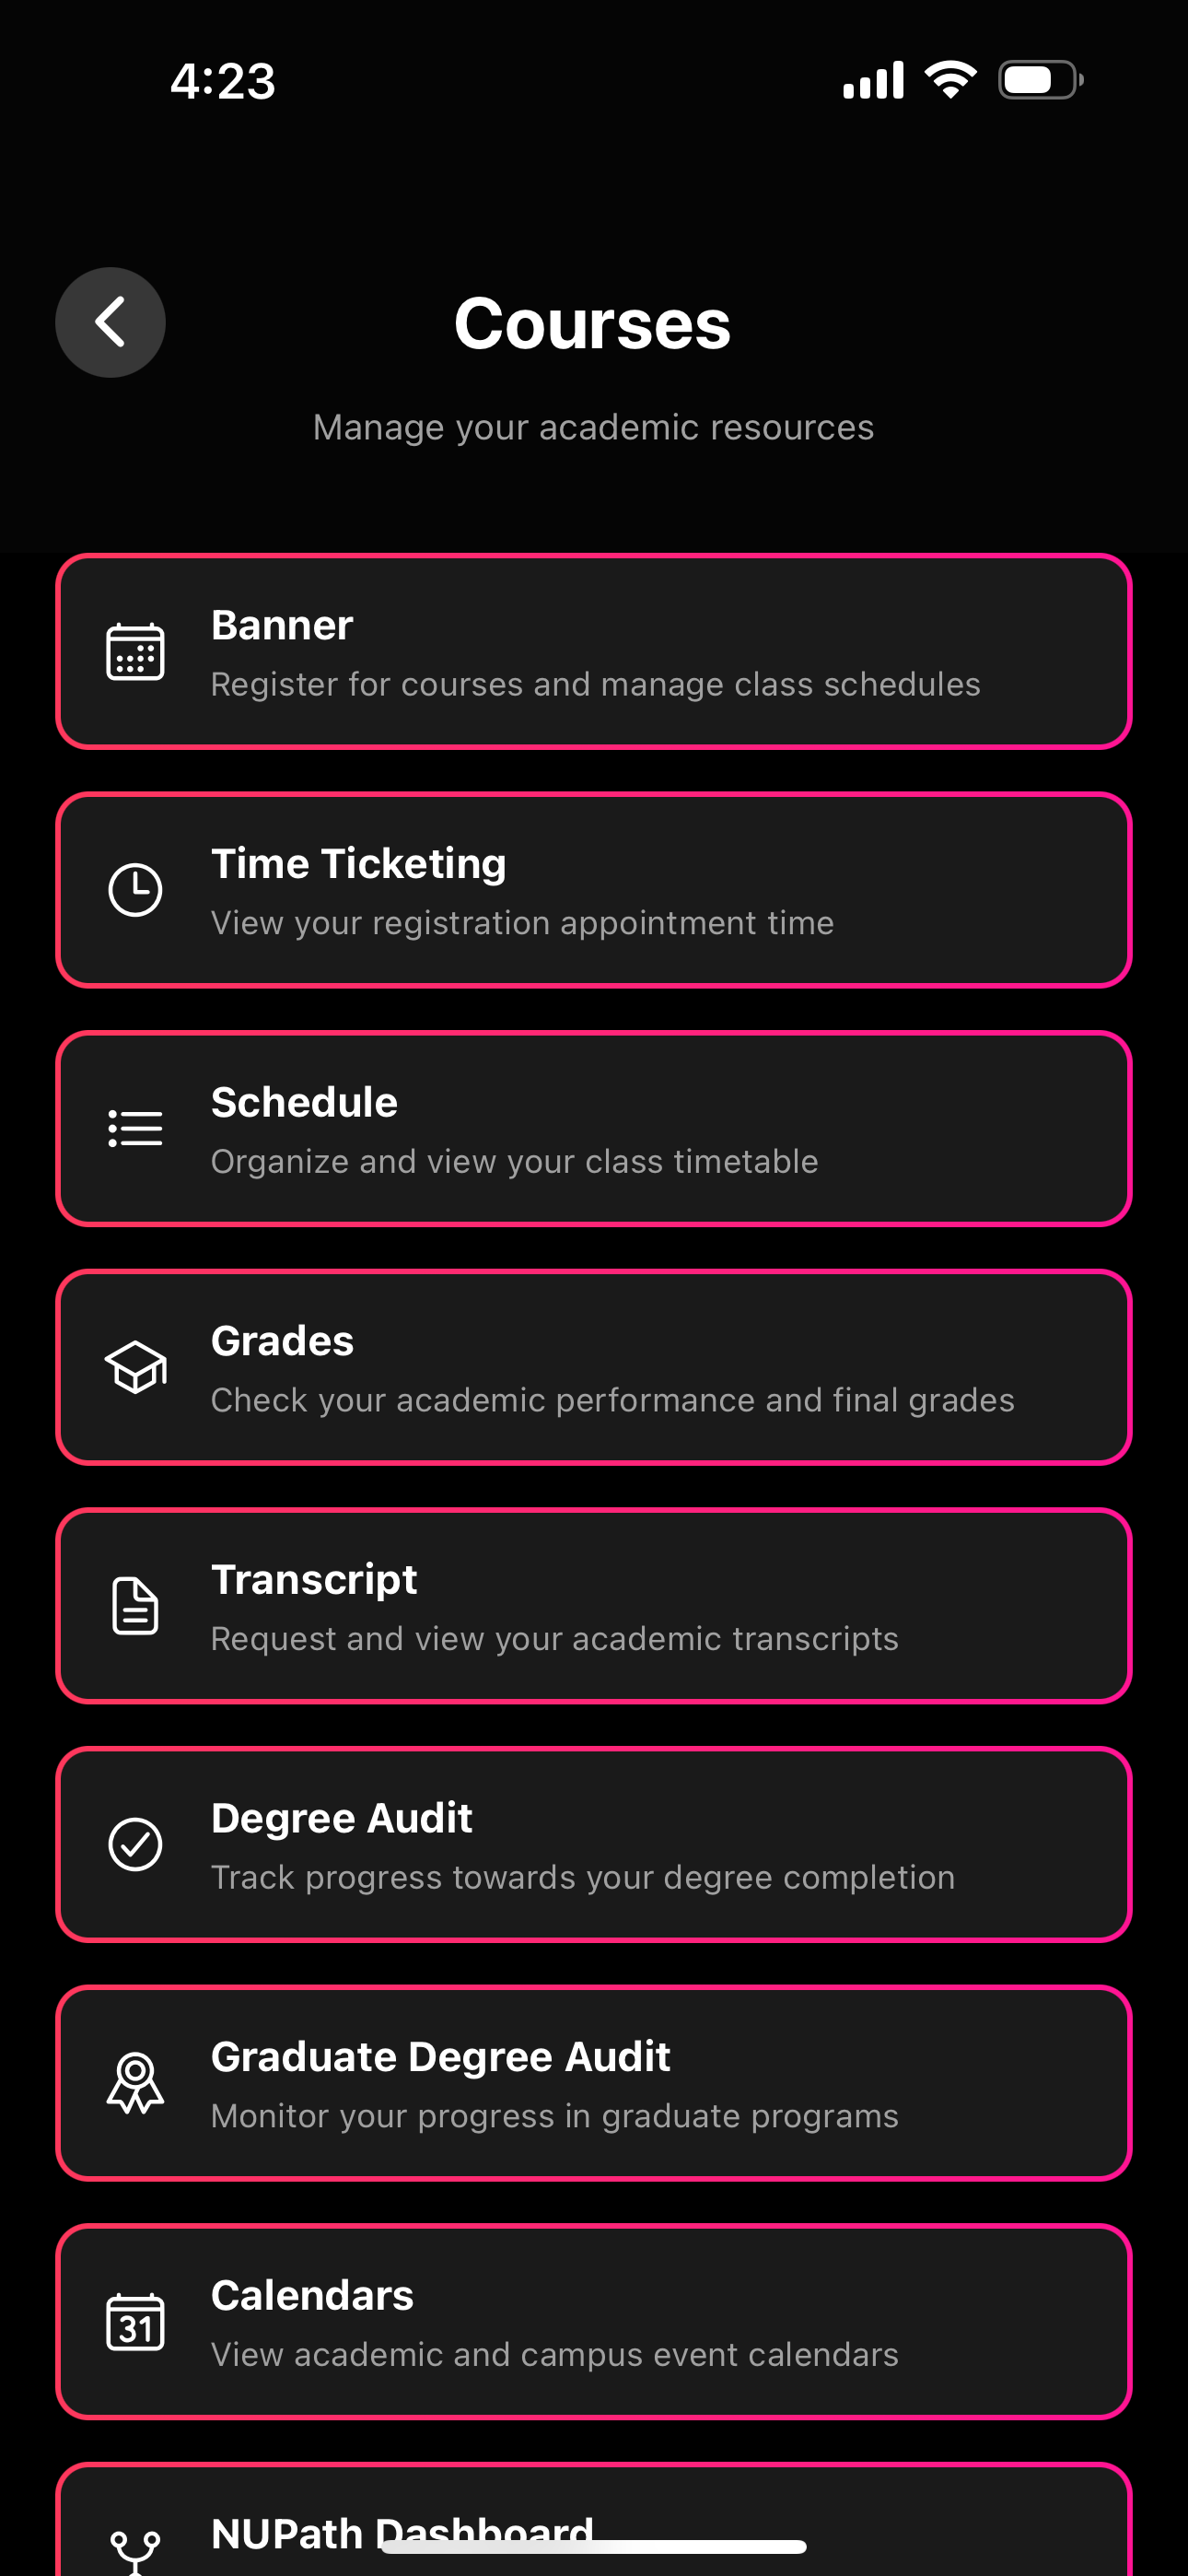 4:23
Courses
Manage your academic resources
Banner
Register for courses and manage class schedules
Time Ticketing
View your registration appointment time
Schedule
Organize and view your class timetable
Grades
Check your academic performance and final grades
Transcript
Request and view your academic transcripts
Degree Audit
Track progress towards your degree completion
Graduate Degree Audit
Monitor your progress in graduate programs
31
Calendars
View academic and campus event calendars
NUPath Dashboard